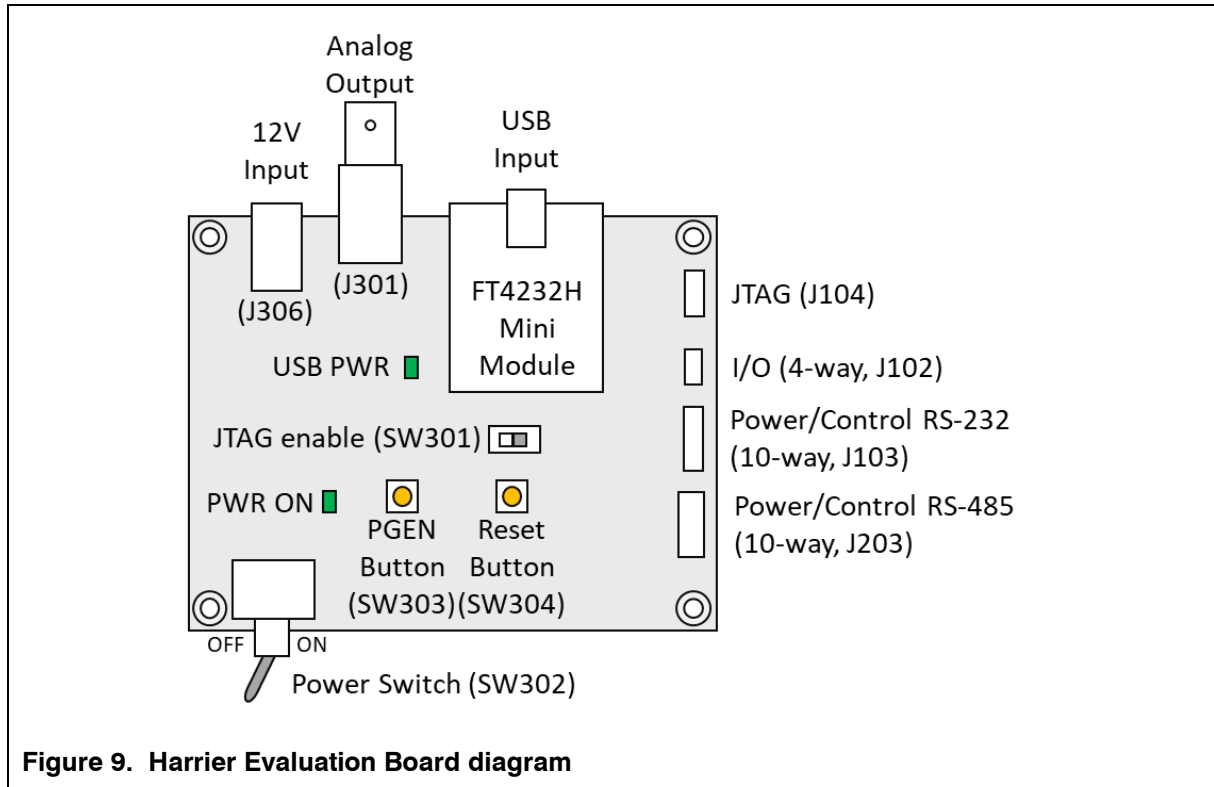 Analog
Output
12V
Input
USB
Input
(J306)
(J301)
FT4232H
Mini
Module
USB PWR
JTAG enable (SW301)
PWR ON
PGEN
Button
(SW303)
Reset
Button
(SW304)
OFF
ON
Power Switch (SW302)
JTAG (J104)
I/O (4-way, J102)
Power/Control RS-232
(10-way, J103)
Power/Control RS-485
(10-way, J203)
Figure 9. Harrier Evaluation Board diagram